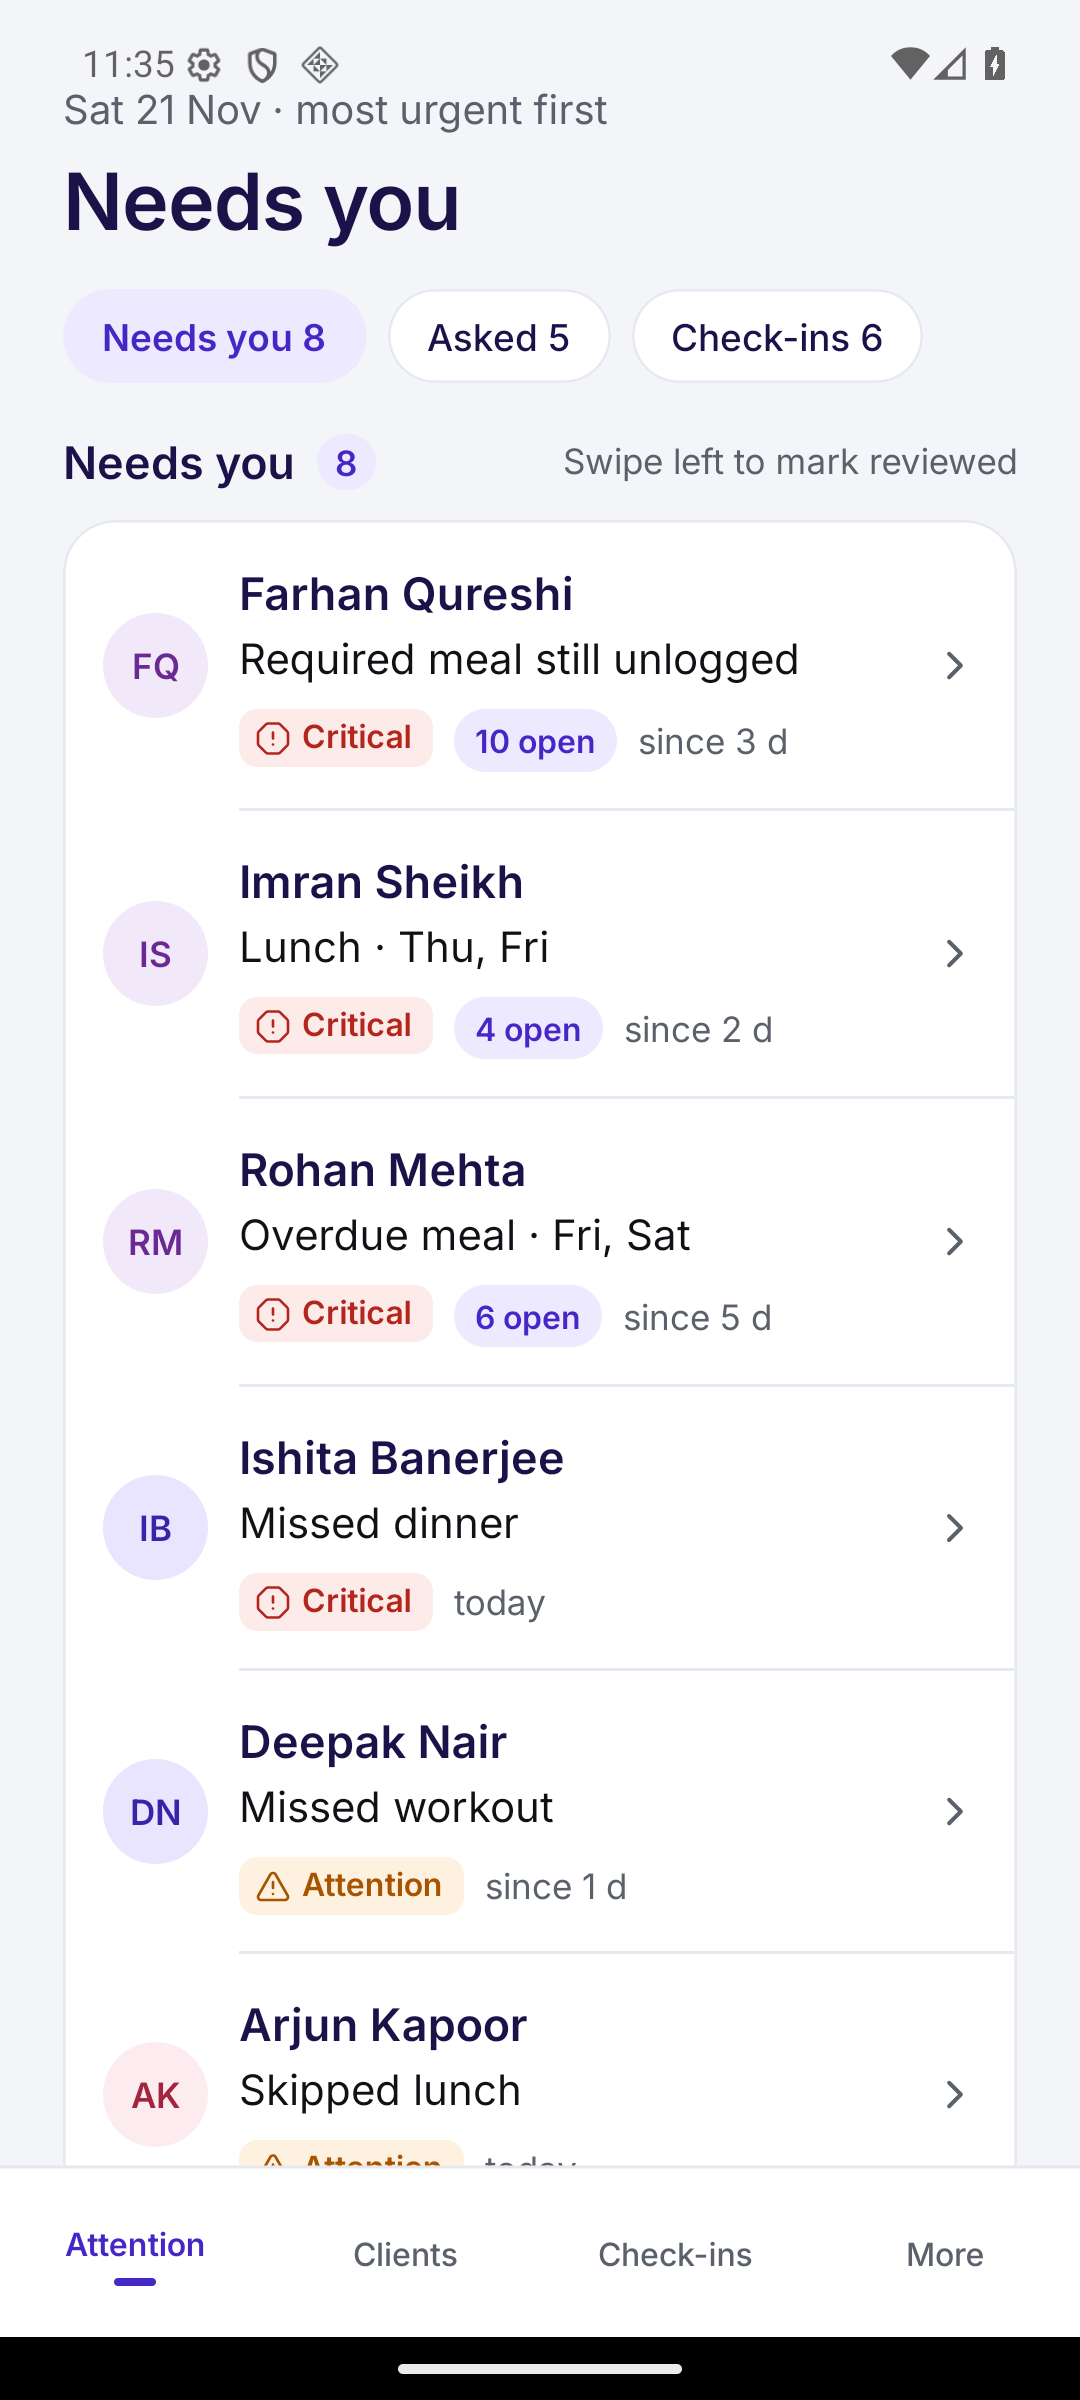 11:35
Sat 21 Nov · most urgent first
Needs you
Needs you 8
Asked 5
Check-ins 6
Needs you 8
Swipe left to mark reviewed
FQ
Farhan Qureshi
Required meal still unlogged
Critical
10 open
since 3 d
IS
Imran Sheikh
Lunch · Thu, Fri
Critical
4 open
since 2 d
RM
Rohan Mehta
Overdue meal · Fri, Sat
Critical
6 open
since 5 d
IB
Ishita Banerjee
Missed dinner
Critical
today
DN
Deepak Nair
Missed workout
Attention
since 1 d
AK
Arjun Kapoor
Skipped lunch
Attention
today
Attention
Clients
Check-ins
More